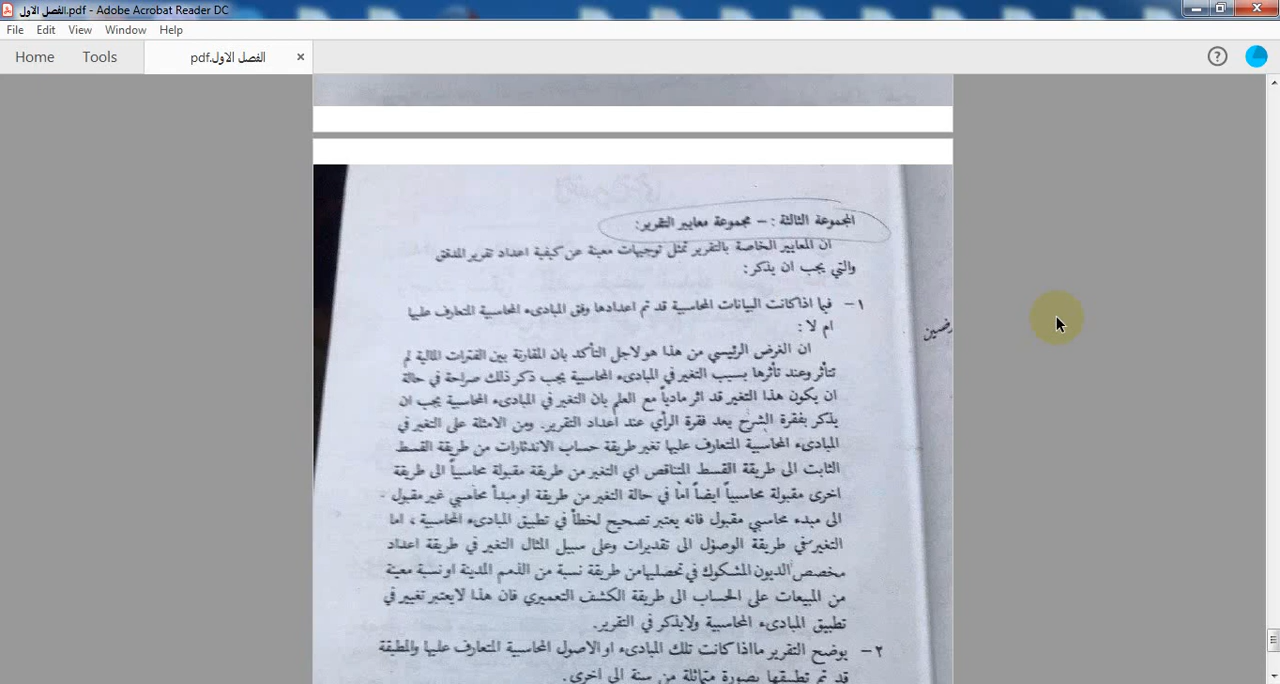 الفصل الاول.pdf - Adobe Acrobat Reader DC
File Edit View Window Help
Home Tools الفصل الاول.pdf ×
?
المجموعة الثالثة : – مجموعة معايير التقرير:
ان المعايير الخاصة بالتقرير تمثل توجيهات معينة عن كيفية اعداد تقرير المدقق
والتي يجب ان يذكر:
١– فيما اذا كانت البيانات المحاسبية قد تم اعدادها وفق المبادىء المحاسبية المتعارف عليها
ام لا :
ان الغرض الرئيسي من هذا هو لاجل التأكد بان المقارنة بين الفترات المالية لم
تتأثر وعند تأثرها بسبب التغير في المبادىء المحاسبية يجب ذكر ذلك صراحة في حالة
ان يكون هذا التغير قد اثر مادياً مع العلم بان التغير في المبادىء المحاسبية يجب ان
يذكر بفقرة الشرح بعد فقرة الرأي عند اعداد التقرير. ومن الامثلة على التغير في
المبادىء المحاسبية المتعارف عليها تغير طريقة حساب الاندثارات من طريقة القسط
الثابت الى طريقة القسط المتناقص اي التغير من طريقة مقبولة محاسبياً الى طريقة
اخرى مقبولة محاسبياً ايضاً اما في حالة التغير من طريقة او مبدأ محاسبي غير مقبول
الى مبدء محاسبي مقبول فانه يعتبر تصحيح لخطأ في تطبيق المبادىء المحاسبية ، اما
التغير في طريقة الوصول الى تقديرات وعلى سبيل المثال التغير في طريقة اعداد
مخصص الديون المشكوك في تحصليها من طريقة نسبة من الذمم المدينة او نسبة معينة
من المبيعات على الحساب الى طريقة الكشف التعميري فان هذا لايعتبر تغيير في
تطبيق المبادىء المحاسبية ولايذكر في التقرير.
٢– يوضح التقرير مااذا كانت تلك المبادىء او الاصول المحاسبية المتعارف عليها والمطبقة
قد تم تطبيقها بصورة متماثلة من سنة الى اخرى.